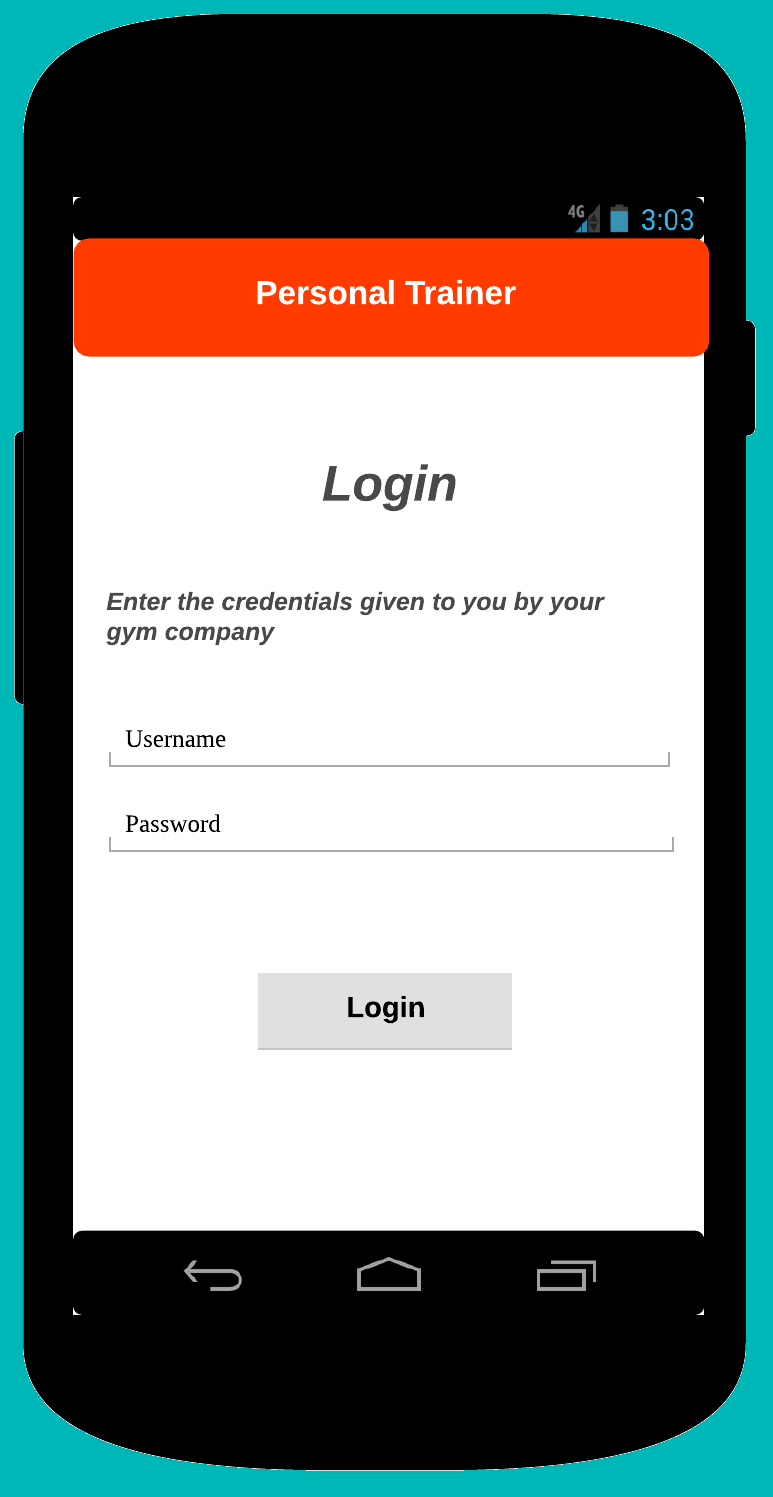 4G 3:03
Personal Trainer
Login
Enter the credentials given to you by your
gym company
Username
Password
Login